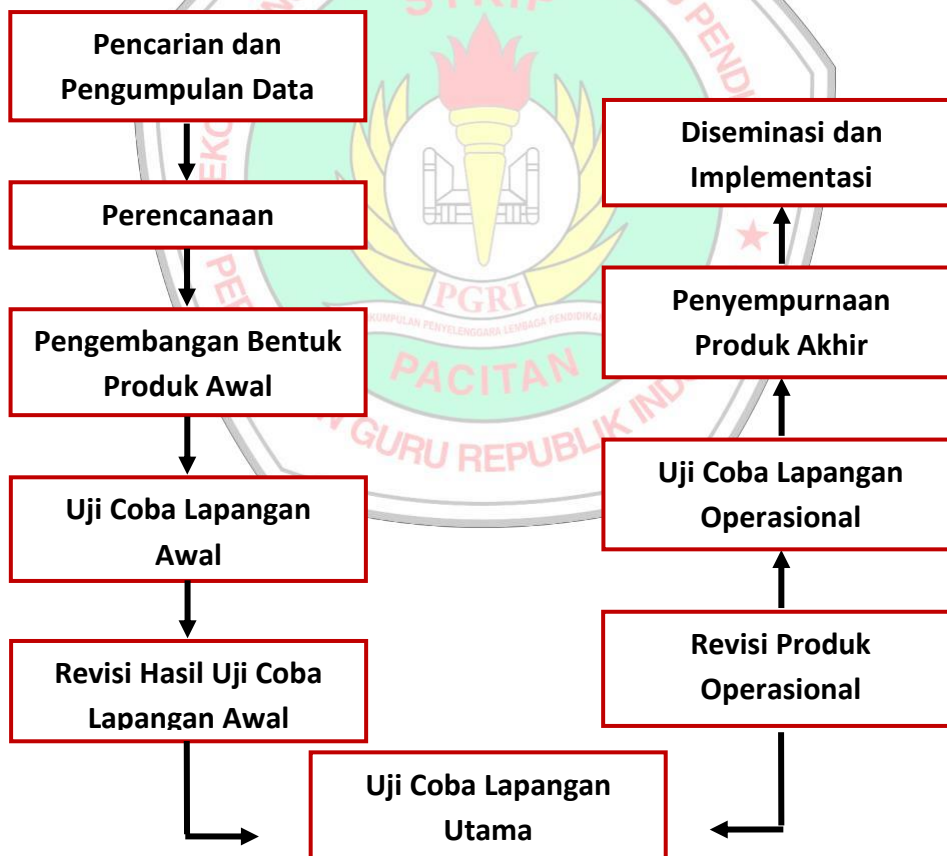 Pencarian dan
Pengumpulan Data
Perencanaan
Pengembangan Bentuk
Produk Awal
Uji Coba Lapangan
Awal
Revisi Hasil Uji Coba
Lapangan Awal
Uji Coba Lapangan
Utama
Revisi Produk
Operasional
Uji Coba Lapangan
Operasional
Penyempurnaan
Produk Akhir
Diseminasi dan
Implementasi
PGRI
PENYELENGGARA LEMBAGA
PACITAN
GURU REPUBLIK